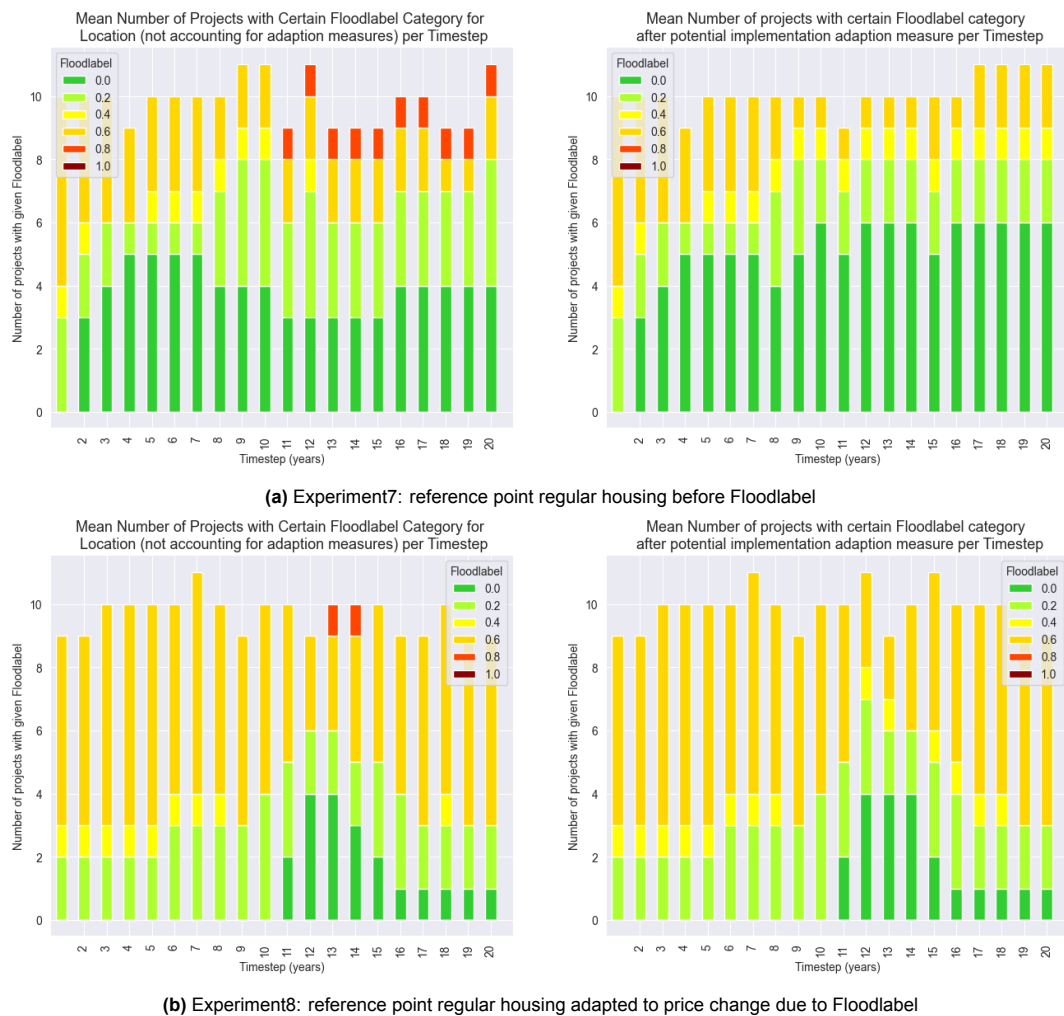 Mean Number of Projects with Certain Floodlabel Category for
Location (not accounting for adaption measures) per Timestep
Floodlabel
0.0
0.2
0.4
0.6
0.8
1.0
Number of projects with given Floodlabel
10
8
6
4
2
0
2 3 4 5 6 7 8 9 10 11 12 13 14 15 16 17 18 19 20
Timestep (years)
Mean Number of projects with certain Floodlabel category
after potential implementation adaption measure per Timestep
Floodlabel
0.0
0.2
0.4
0.6
0.8
1.0
Number of projects with given Floodlabel
10
8
6
4
2
0
2 3 4 5 6 7 8 9 10 11 12 13 14 15 16 17 18 19 20
Timestep (years)
(a) Experiment7: reference point regular housing before Floodlabel
Mean Number of Projects with Certain Floodlabel Category for
Location (not accounting for adaption measures) per Timestep
Floodlabel
0.0
0.2
0.4
0.6
0.8
1.0
Number of projects with given Floodlabel
10
8
6
4
2
0
2 3 4 5 6 7 8 9 10 11 12 13 14 15 16 17 18 19 20
Timestep (years)
Mean Number of projects with certain Floodlabel category
after potential implementation adaption measure per Timestep
Floodlabel
0.0
0.2
0.4
0.6
0.8
1.0
Number of projects with given Floodlabel
10
8
6
4
2
0
2 3 4 5 6 7 8 9 10 11 12 13 14 15 16 17 18 19 20
Timestep (years)
(b) Experiment8: reference point regular housing adapted to price change due to Floodlabel